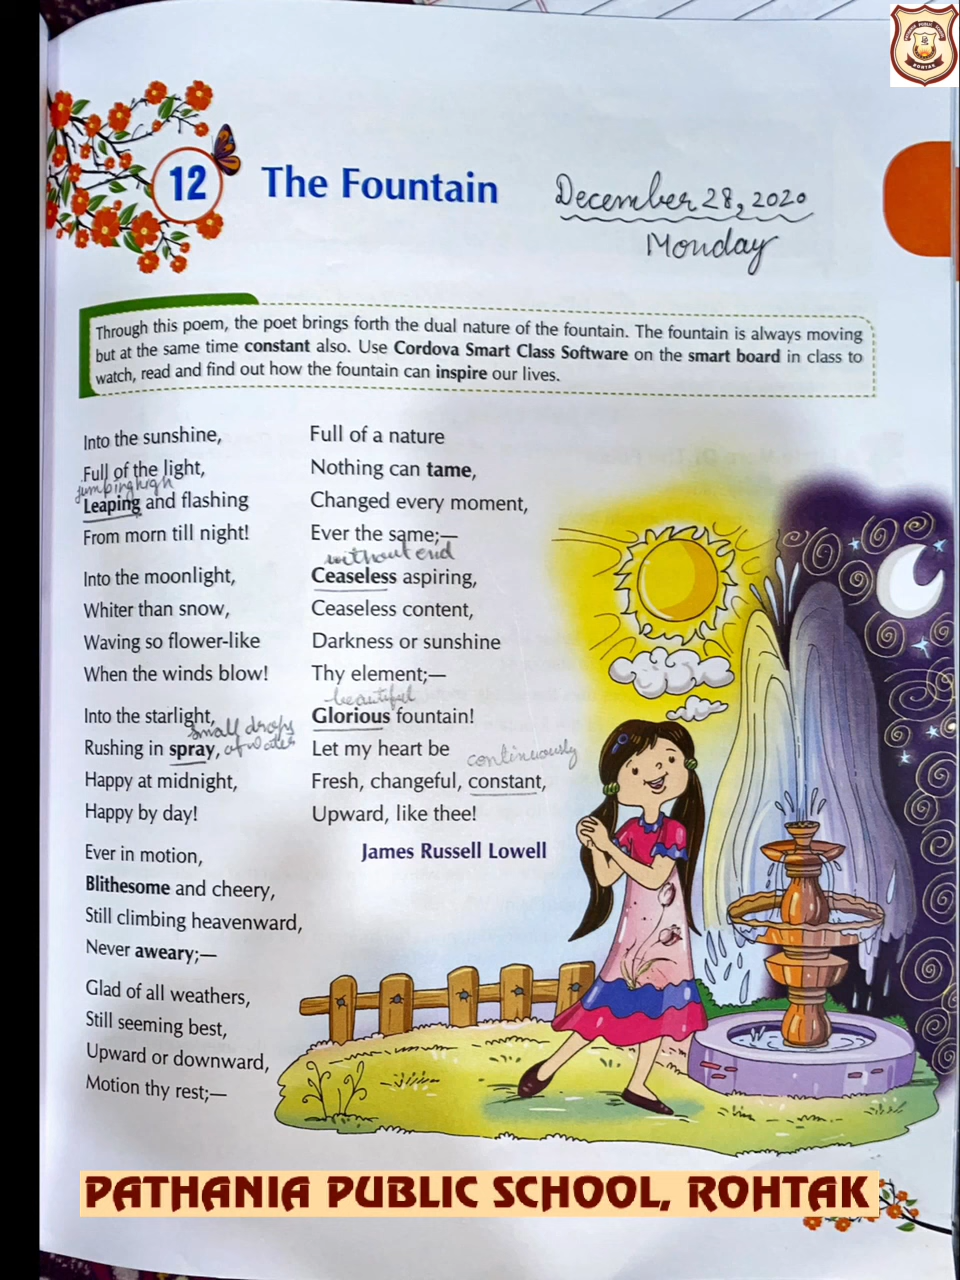 12
The Fountain
December 28, 2020
Monday
Through this poem, the poet brings forth the dual nature of the fountain. The fountain is always moving
but at the same time constant also. Use Cordova Smart Class Software on the smart board in class to
watch, read and find out how the fountain can inspire our lives.
Into the sunshine,
Full of the light,
jumping high
Leaping and flashing
From morn till night!
Into the moonlight,
Whiter than snow,
Waving so flower-like
When the winds blow!
Into the starlight,
small drops
Rushing in spray, of water
Happy at midnight,
Happy by day!
Ever in motion,
Blithesome and cheery,
Still climbing heavenward,
Never aweary;—
Glad of all weathers,
Still seeming best,
Upward or downward,
Motion thy rest;—
Full of a nature
Nothing can tame,
Changed every moment,
Ever the same;—
without end
Ceaseless aspiring,
Ceaseless content,
Darkness or sunshine
Thy element;—
beautiful
Glorious fountain!
Let my heart be
continuously
Fresh, changeful, constant,
Upward, like thee!
James Russell Lowell
PATHANIA PUBLIC SCHOOL, ROHTAK